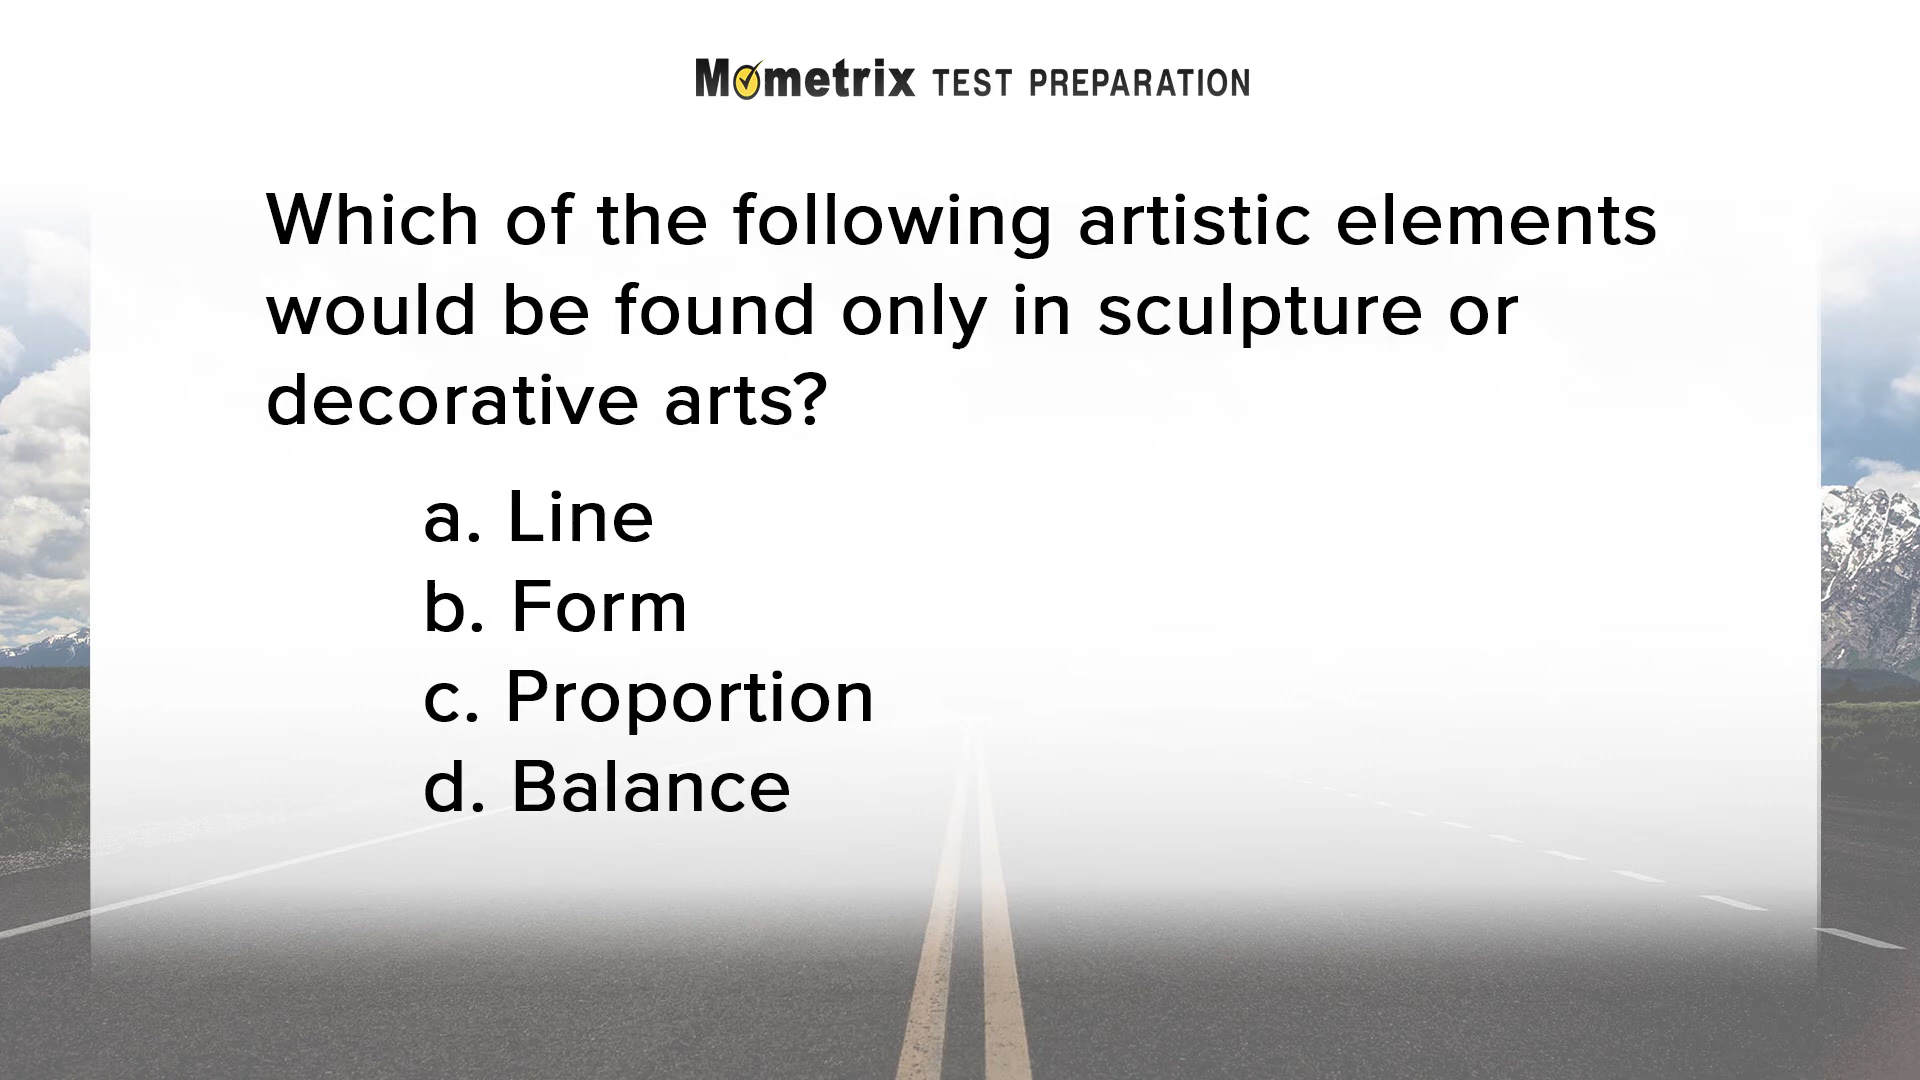 Mometrix TEST PREPARATION
Which of the following artistic elements
would be found only in sculpture or
decorative arts?
a. Line
b. Form
c. Proportion
d. Balance